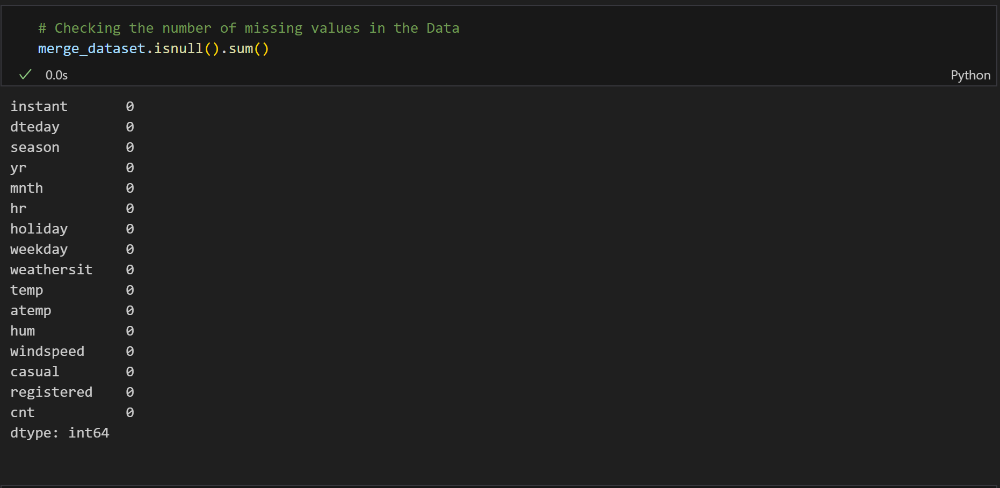 # Checking the number of missing values in the Data
merge_dataset.isnull().sum()
0.0s
Python
instant 0
dteday 0
season 0
yr 0
mnth 0
hr 0
holiday 0
weekday 0
weathersit 0
temp 0
atemp 0
hum 0
windspeed 0
casual 0
registered 0
cnt 0
dtype: int64